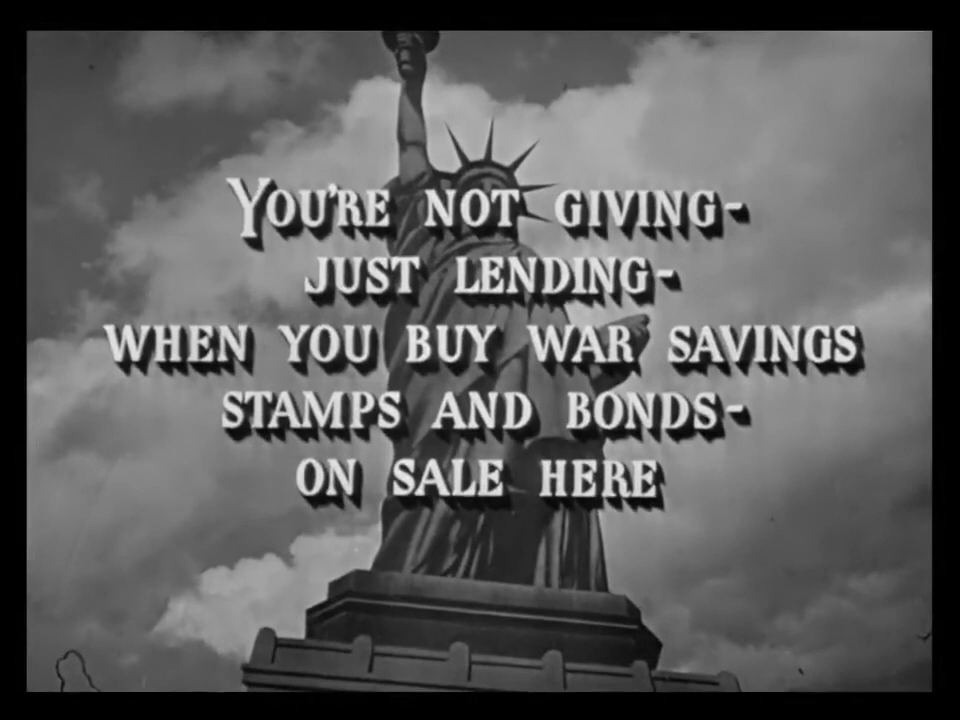 YOU'RE NOT GIVING-
JUST LENDING-
WHEN YOU BUY WAR SAVINGS
STAMPS AND BONDS-
ON SALE HERE